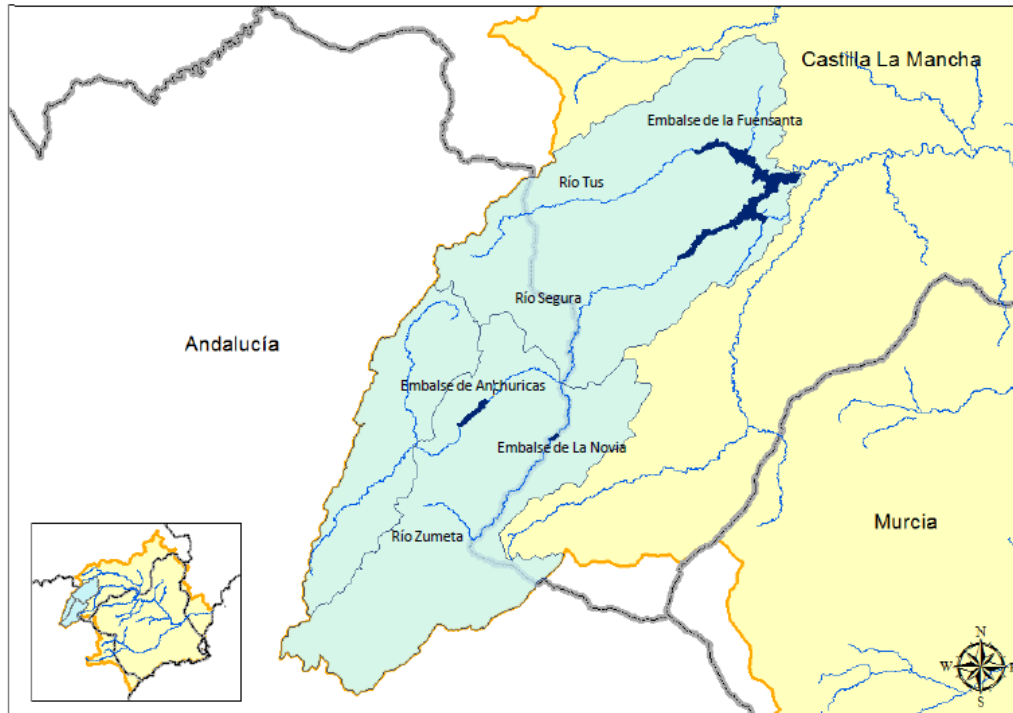 Castilla La Mancha
Embalse de la Fuensanta
Río Tus
Río Segura
Andalucía
Embalse de Anchuricas
Embalse de La Novia
Río Zumeta
Murcia
N
W
E
S